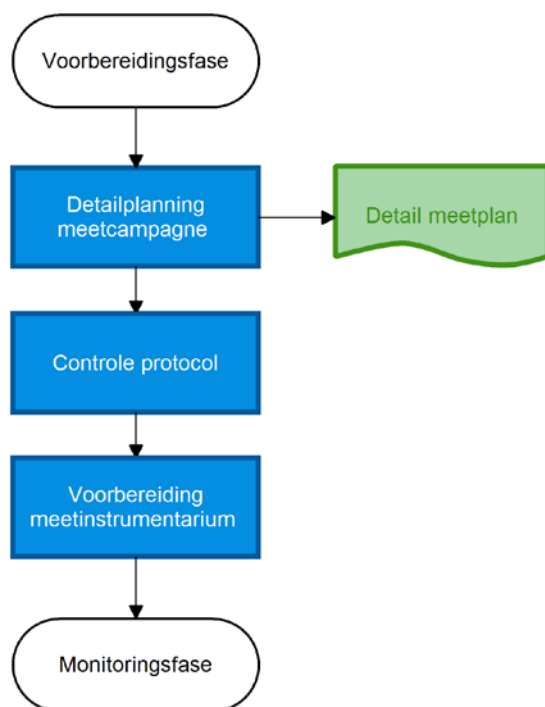 Voorbereidingsfase
Detailplanning
meetcampagne
Detail meetplan
Controle protocol
Voorbereiding
meetinstrumentarium
Monitoringsfase